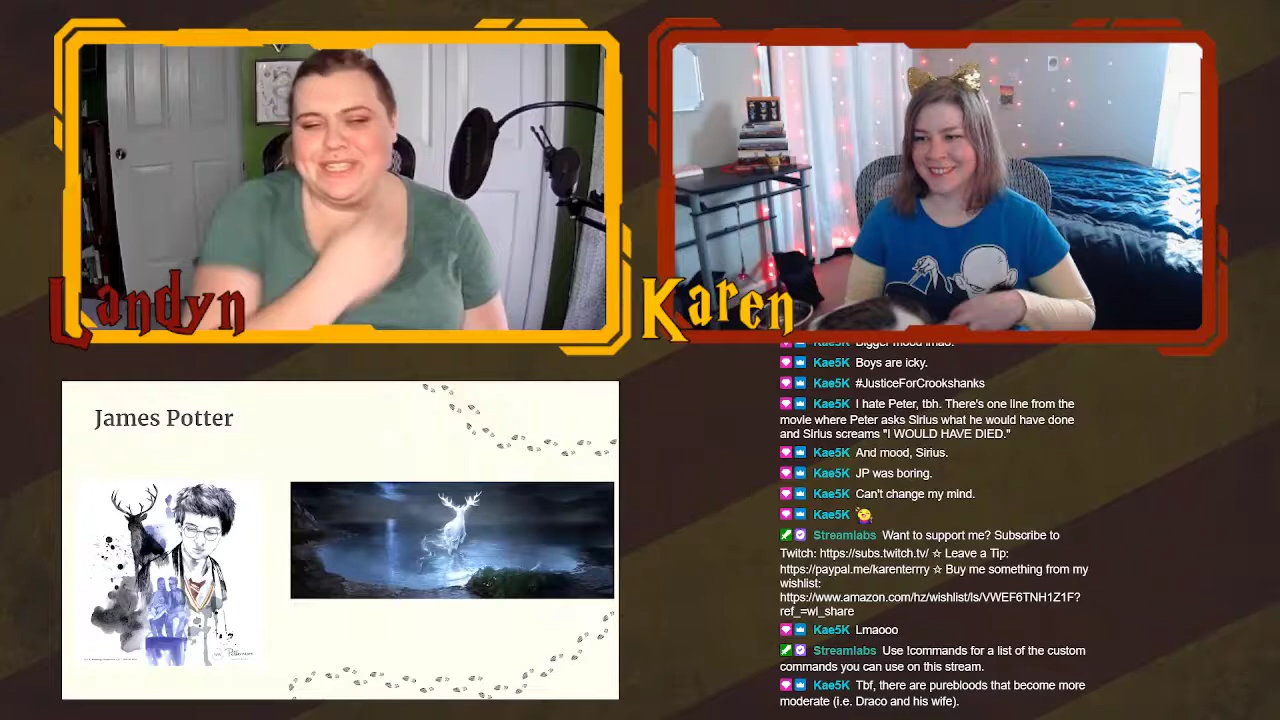 Landyn
Karen
James Potter
Kae5K Bigger mood lmao.
Kae5K Boys are icky.
Kae5K #JusticeForCrookshanks
Kae5K I hate Peter, tbh. There's one line from the
movie where Peter asks Sirius what he would have done
and Sirius screams "I WOULD HAVE DIED."
Kae5K And mood, Sirius.
Kae5K JP was boring.
Kae5K Can't change my mind.
Kae5K
Streamlabs Want to support me? Subscribe to
Twitch: https://subs.twitch.tv/ ☆ Leave a Tip:
https://paypal.me/karenterrry ☆ Buy me something from my
wishlist:
https://www.amazon.com/hz/wishlist/ls/VWEF6TNH1Z1F?
ref_=wl_share
Kae5K Lmaooo
Streamlabs Use !commands for a list of the custom
commands you can use on this stream.
Kae5K Tbf, there are purebloods that become more
moderate (i.e. Draco and his wife).